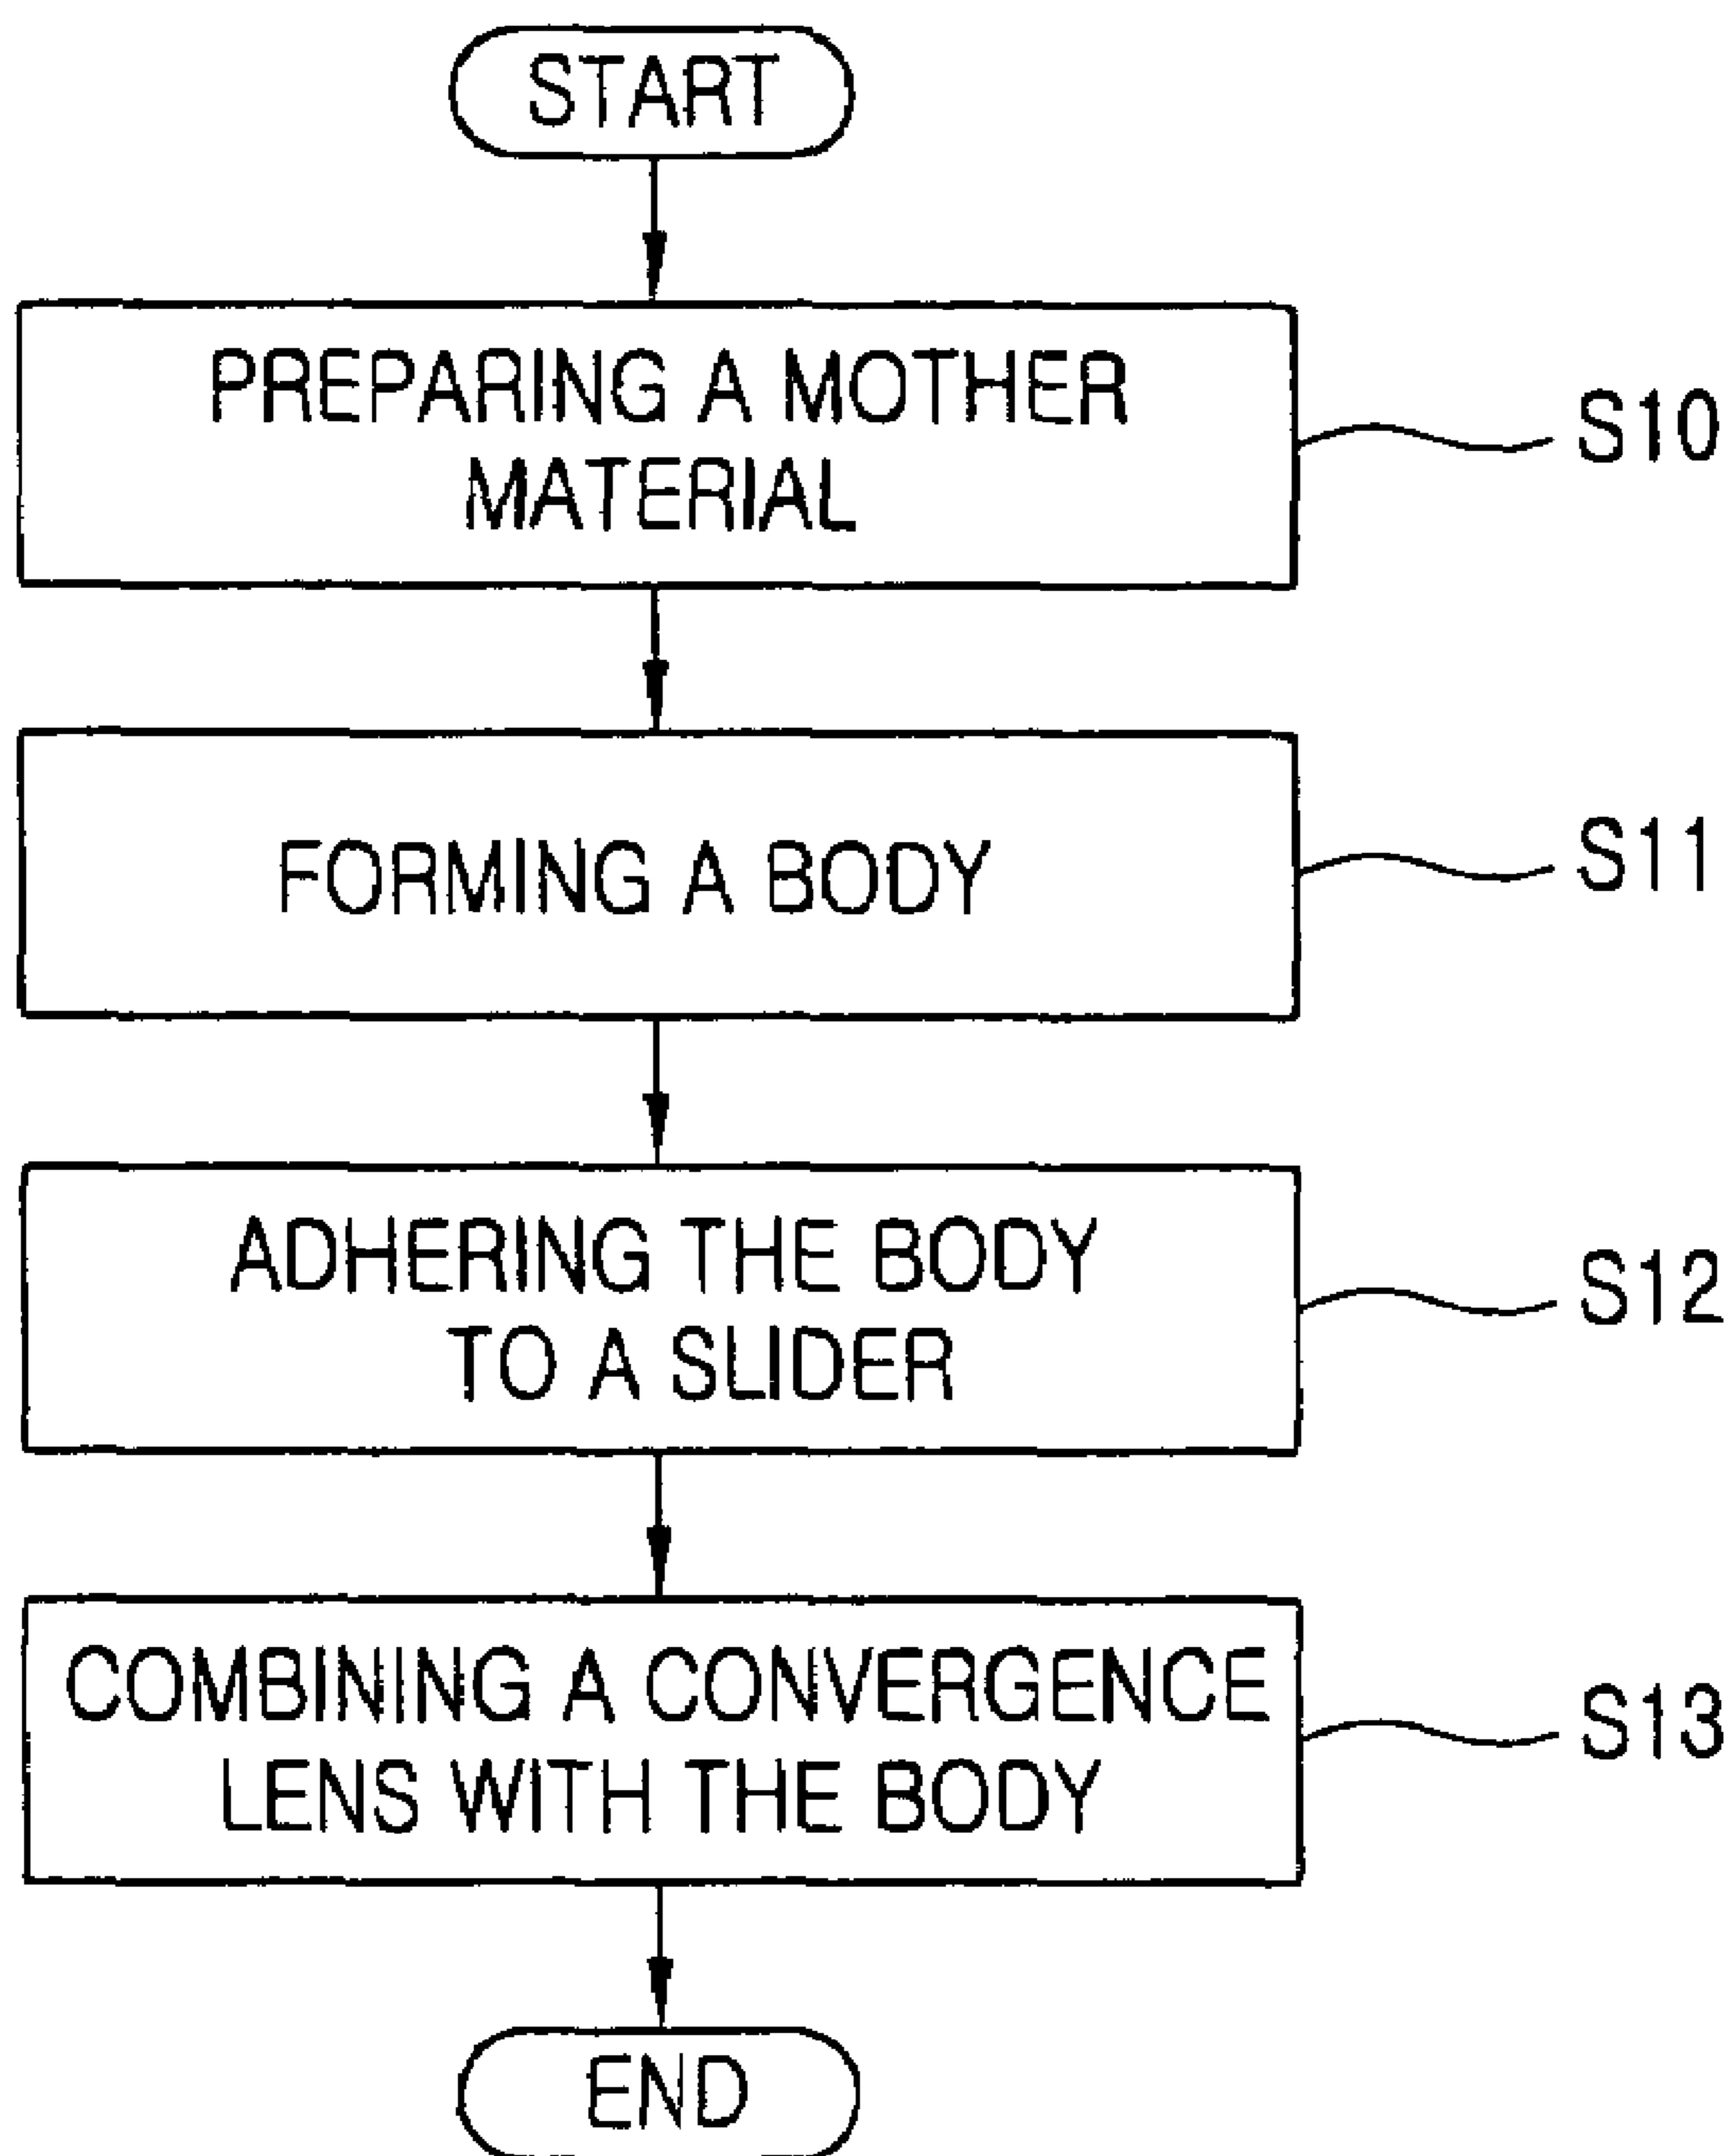 START
PREPARING A MOTHER
MATERIAL
S10
FORMING A BODY
S11
ADHERING THE BODY
TO A SLIDER
S12
COMBINING A CONVERGENCE
LENS WITH THE BODY
S13
END